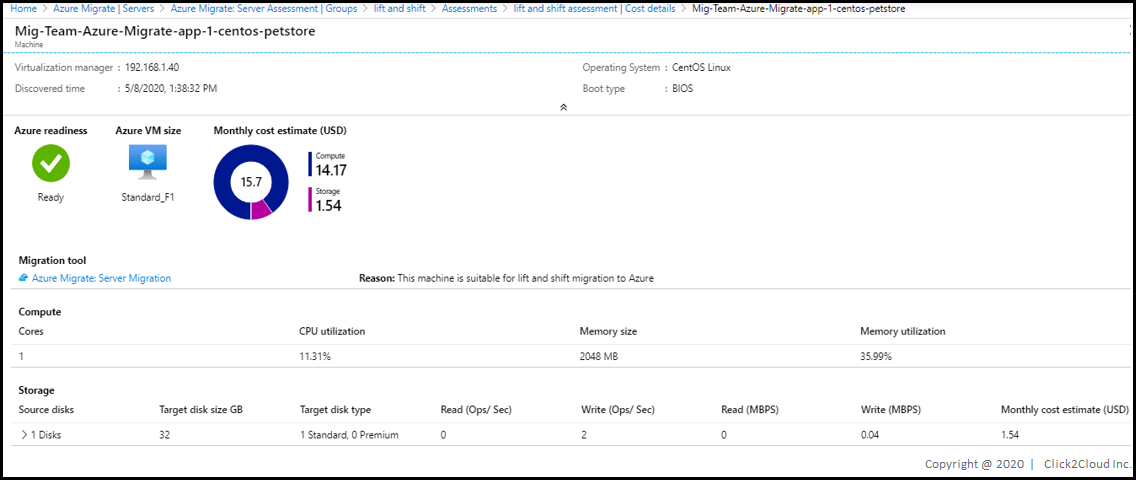 Home > Azure Migrate | Servers > Azure Migrate: Server Assessment | Groups > lift and shift > Assessments > lift and shift assessment | Cost details > Mig-Team-Azure-Migrate-app-1-centos-petstore
Mig-Team-Azure-Migrate-app-1-centos-petstore
Machine
Virtualization manager : 192.168.1.40 Operating System : CentOS Linux
Discovered time : 5/8/2020, 1:38:32 PM Boot type : BIOS
Azure readiness Azure VM size Monthly cost estimate (USD)
Compute
14.17
15.7
Storage
1.54
Ready Standard_F1
Migration tool
Azure Migrate: Server Migration Reason: This machine is suitable for lift and shift migration to Azure
Compute
Cores CPU utilization Memory size Memory utilization
1 11.31% 2048 MB 35.99%
Storage
Source disks Target disk size GB Target disk type Read (Ops/ Sec) Write (Ops/ Sec) Read (MBPS) Write (MBPS) Monthly cost estimate (USD)
> 1 Disks 32 1 Standard, 0 Premium 0 2 0 0.04 1.54
Copyright @ 2020 | Click2Cloud Inc.